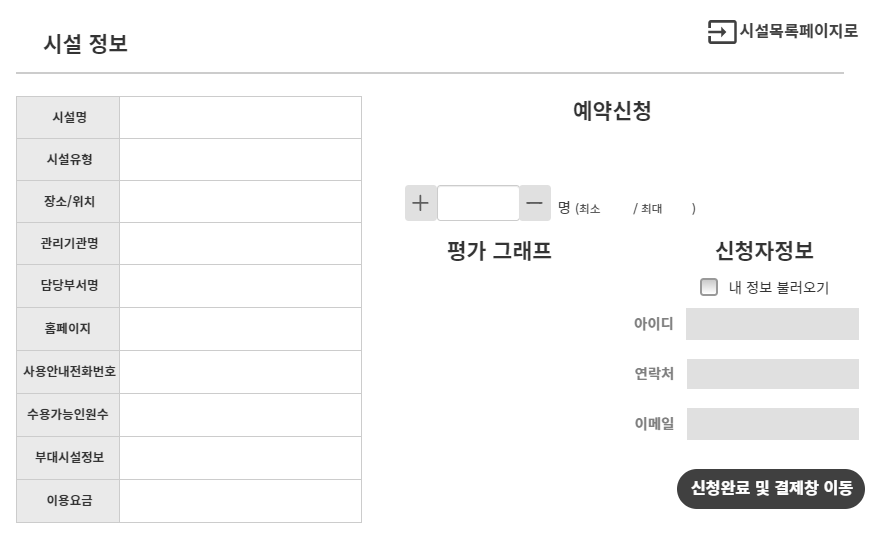 시설 정보
시설목록페이지로
시설명
시설유형
장소/위치
관리기관명
담당부서명
홈페이지
사용안내전화번호
수용가능인원수
부대시설정보
이용요금
예약신청
+ − 명 (최소 / 최대 )
평가 그래프
신청자정보
내 정보 불러오기
아이디
연락처
이메일
신청완료 및 결제창 이동